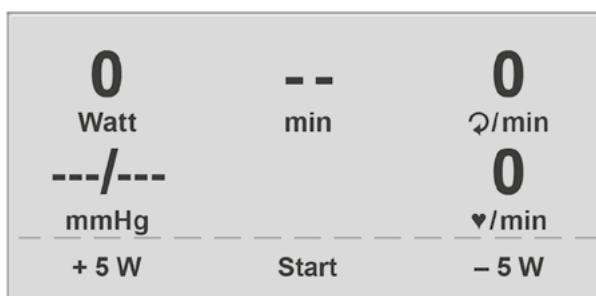 0 -- 0
Watt min ⟳/min
---/--- 0
mmHg ♥/min
+ 5 W Start – 5 W